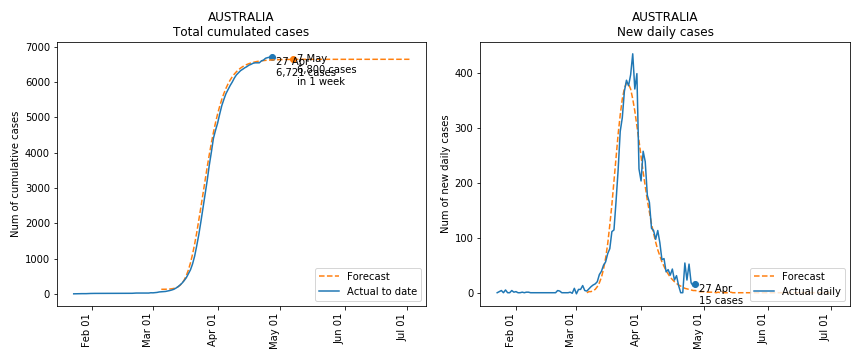 AUSTRALIA
Total cumulated cases
Num of cumulative cases
7000
6000
5000
4000
3000
2000
1000
0
27 Apr
6,721 cases
7 May
6,800 cases
in 1 week
Forecast
Actual to date
Feb 01
Mar 01
Apr 01
May 01
Jun 01
Jul 01
AUSTRALIA
New daily cases
Num of new daily cases
400
300
200
100
0
27 Apr
15 cases
Forecast
Actual daily
Feb 01
Mar 01
Apr 01
May 01
Jun 01
Jul 01